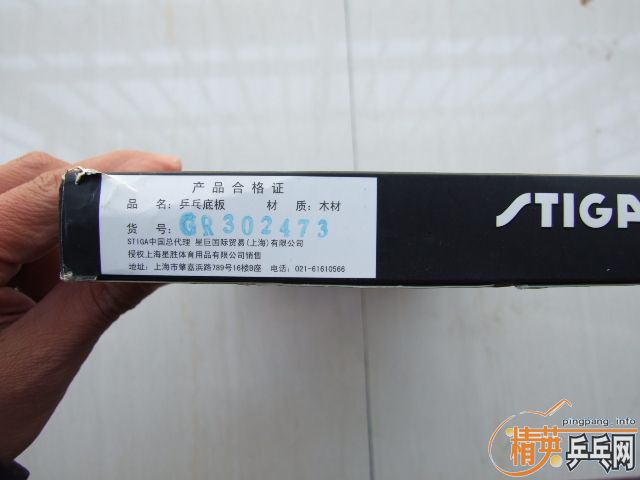 产品合格证
品 名：乒乓底板 材 质：木材
货 号：GR302473
STIGA中国总代理 星巨国际贸易(上海)有限公司
授权上海星胜体育用品有限公司销售
地址：上海市肇嘉浜路789号16楼B座 电话：021-61610566
STIGA
pingpang.info
精英乒乓网